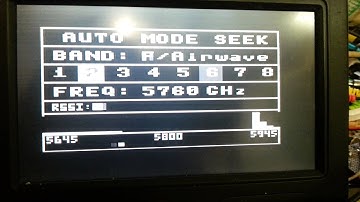 AUTO MODE SEEK
BAND: A/Airwave
1 2 3 4 5 6 7 8
FREQ: 5760 GHz
RSSI:
5645 5800 5945